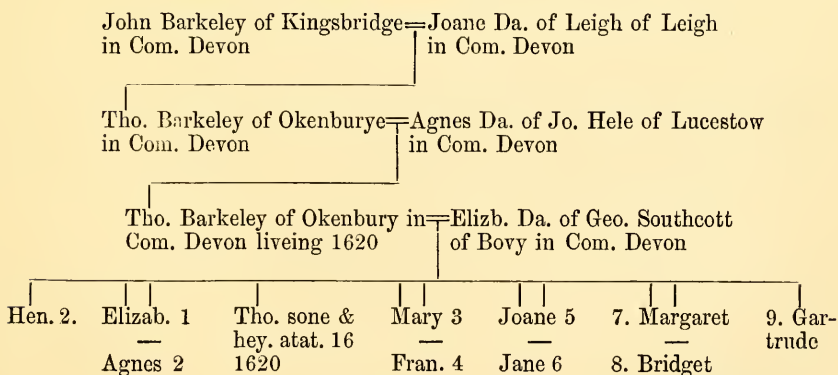 John Barkeley of Kingsbridge=Joane Da. of Leigh of Leigh
in Com. Devon in Com. Devon
Tho. Barkeley of Okenburye=Agnes Da. of Jo. Hele of Lucestow
in Com. Devon in Com. Devon
Tho. Barkeley of Okenbury in=Elizb. Da. of Geo. Southcott
Com. Devon liveing 1620 of Bovy in Com. Devon
Hen. 2. Elizab. 1 Tho. sone & Mary 3 Joane 5 7. Margaret 9. Gar-
— hey. atat. 16 — — — trude
Agnes 2 1620 Fran. 4 Jane 6 8. Bridget